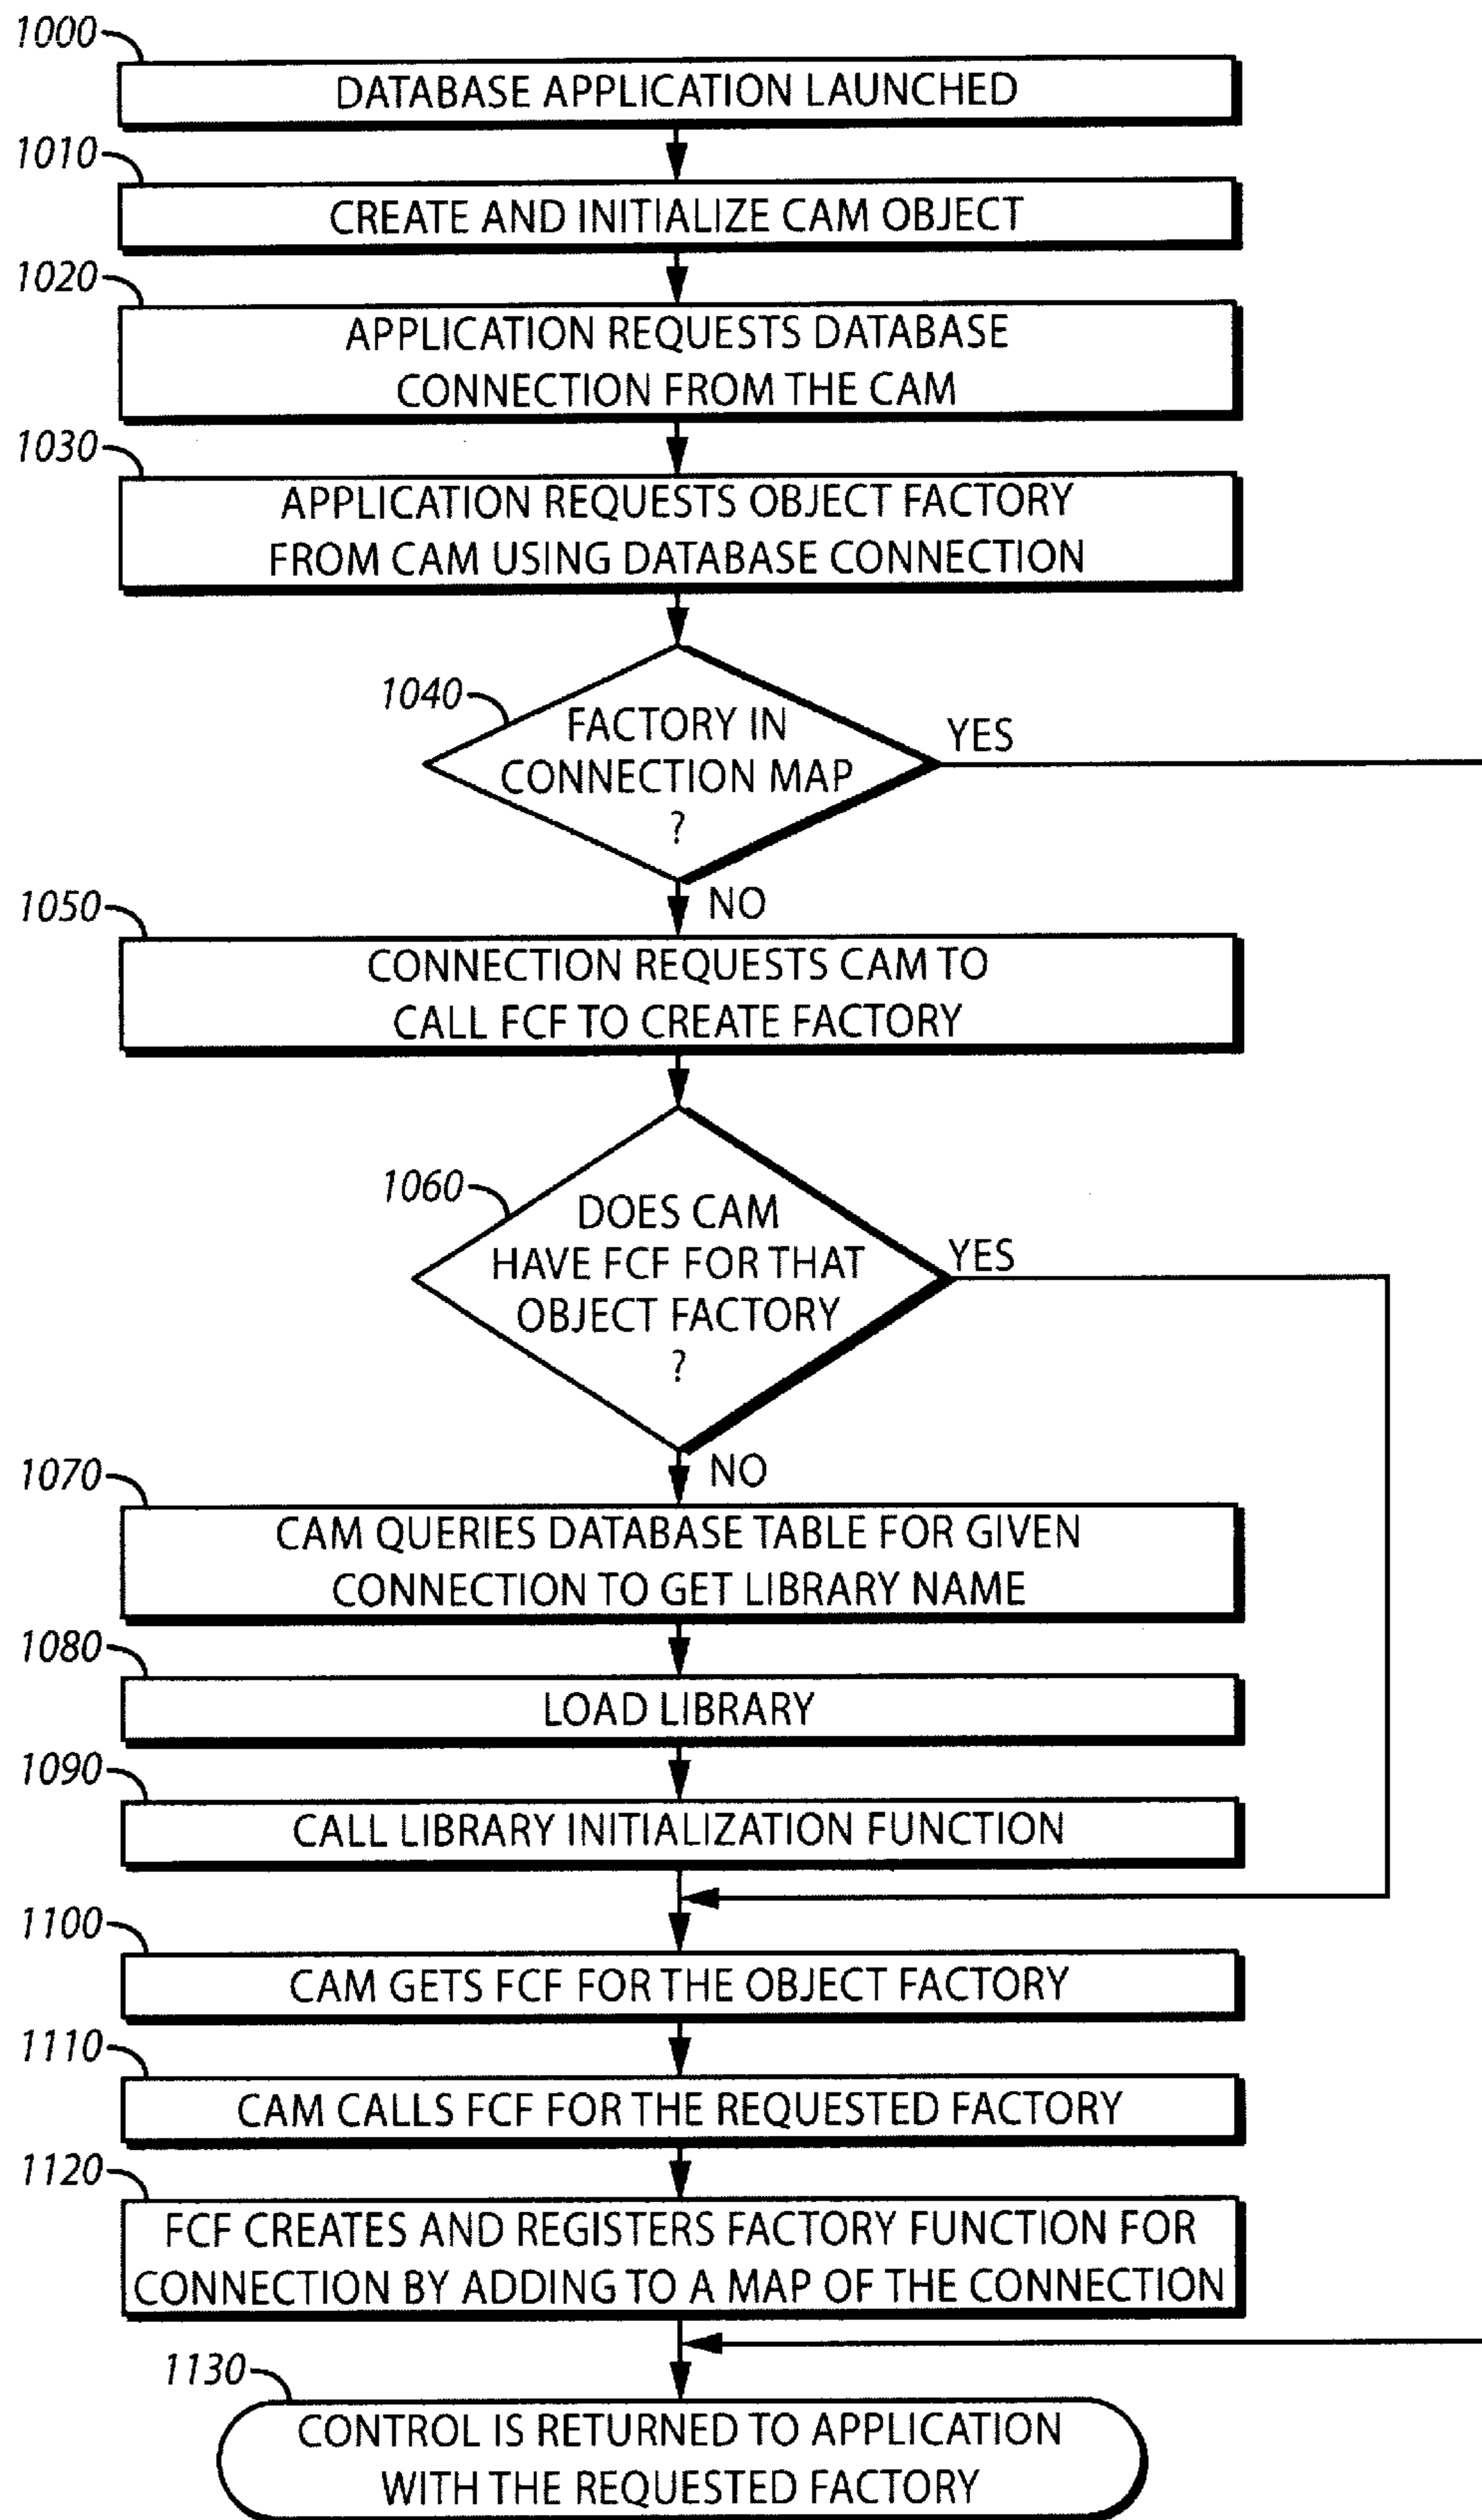 1000
DATABASE APPLICATION LAUNCHED
1010
CREATE AND INITIALIZE CAM OBJECT
1020
APPLICATION REQUESTS DATABASE
CONNECTION FROM THE CAM
1030
APPLICATION REQUESTS OBJECT FACTORY
FROM CAM USING DATABASE CONNECTION
1040
FACTORY IN
CONNECTION MAP
?
YES
NO
1050
CONNECTION REQUESTS CAM TO
CALL FCF TO CREATE FACTORY
1060
DOES CAM
HAVE FCF FOR THAT
OBJECT FACTORY
?
YES
NO
1070
CAM QUERIES DATABASE TABLE FOR GIVEN
CONNECTION TO GET LIBRARY NAME
1080
LOAD LIBRARY
1090
CALL LIBRARY INITIALIZATION FUNCTION
1100
CAM GETS FCF FOR THE OBJECT FACTORY
1110
CAM CALLS FCF FOR THE REQUESTED FACTORY
1120
FCF CREATES AND REGISTERS FACTORY FUNCTION FOR
CONNECTION BY ADDING TO A MAP OF THE CONNECTION
1130
CONTROL IS RETURNED TO APPLICATION
WITH THE REQUESTED FACTORY